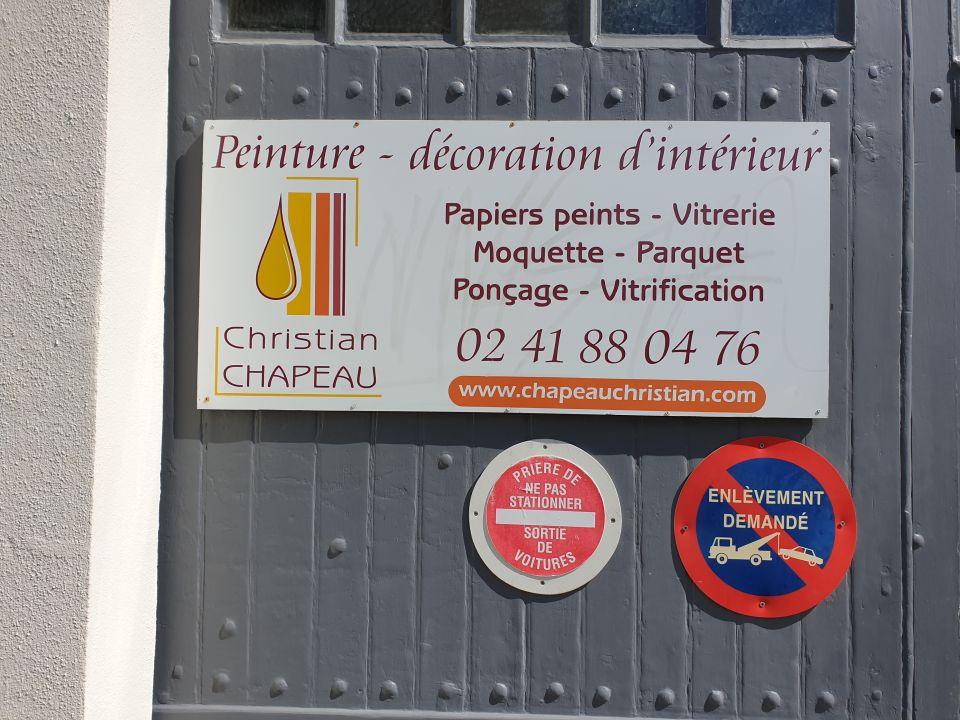 Peinture - décoration d'intérieur
Papiers peints - Vitrerie
Moquette - Parquet
Ponçage - Vitrification
Christian
CHAPEAU
02 41 88 04 76
www.chapeauchristian.com
PRIÈRE DE
NE PAS
STATIONNER
SORTIE
DE
VOITURES
ENLÈVEMENT
DEMANDÉ